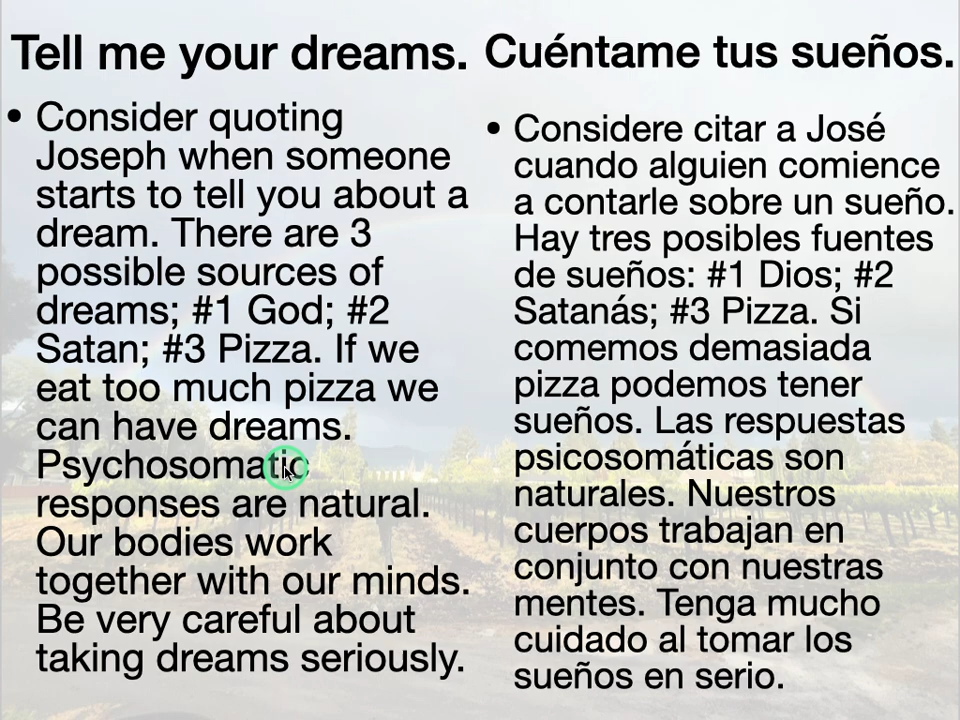 Tell me your dreams.
• Consider quoting
Joseph when someone
starts to tell you about a
dream. There are 3
possible sources of
dreams; #1 God; #2
Satan; #3 Pizza. If we
eat too much pizza we
can have dreams.
Psychosomatic
responses are natural.
Our bodies work
together with our minds.
Be very careful about
taking dreams seriously.
Cuéntame tus sueños.
• Considere citar a José
cuando alguien comience
a contarle sobre un sueño.
Hay tres posibles fuentes
de sueños: #1 Dios; #2
Satanás; #3 Pizza. Si
comemos demasiada
pizza podemos tener
sueños. Las respuestas
psicosomáticas son
naturales. Nuestros
cuerpos trabajan en
conjunto con nuestras
mentes. Tenga mucho
cuidado al tomar los
sueños en serio.